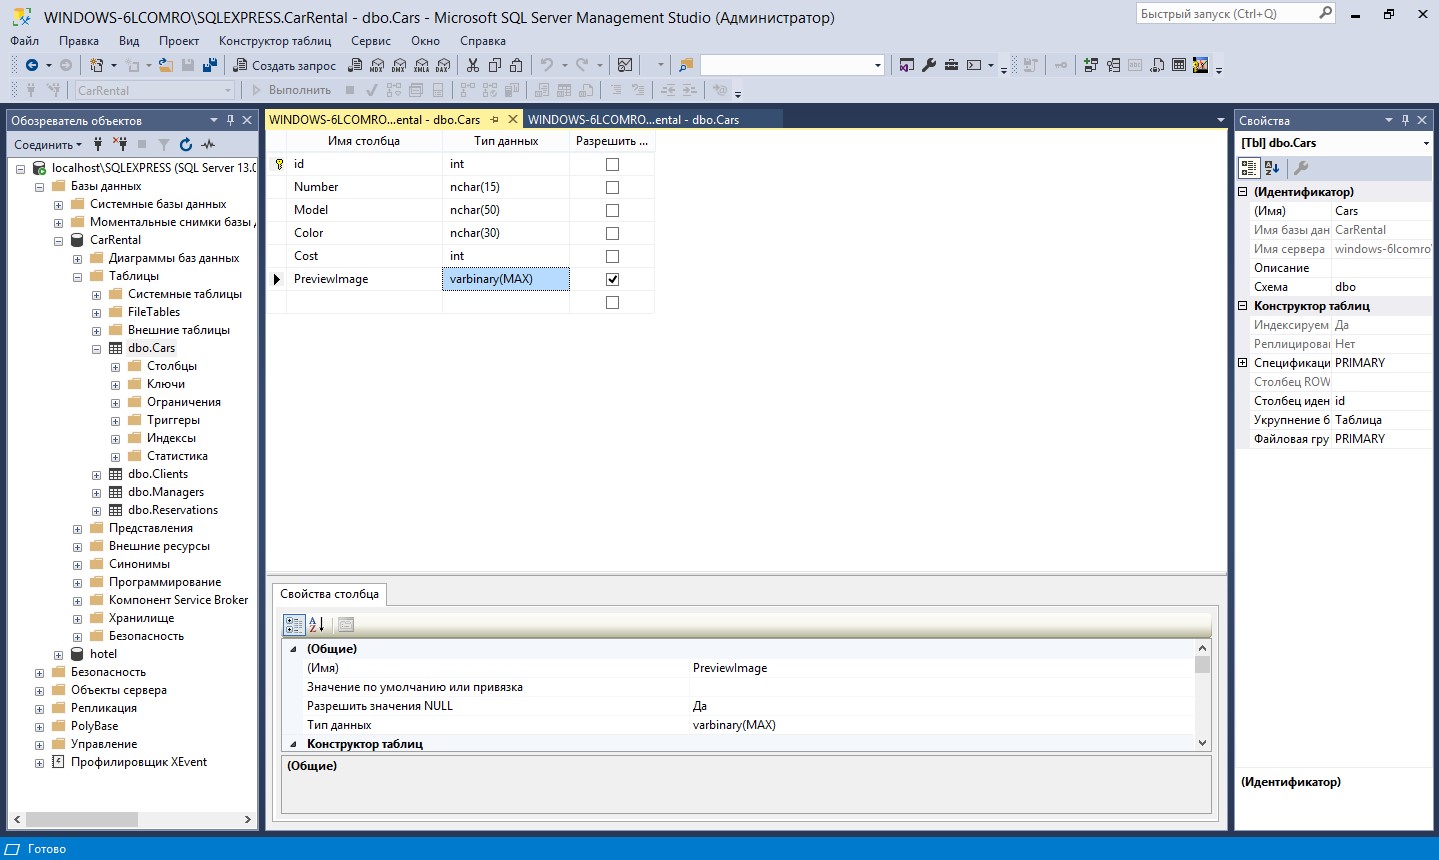 WINDOWS-6LCOMRO\SQLEXPRESS.CarRental - dbo.Cars - Microsoft SQL Server Management Studio (Администратор)
Быстрый запуск (Ctrl+Q)
Файл Правка Вид Проект Конструктор таблиц Сервис Окно Справка
Создать запрос MDX DMX XMLA DAX
CarRental Выполнить
Обозреватель объектов
Соединить
localhost\SQLEXPRESS (SQL Server 13.0
Базы данных
Системные базы данных
Моментальные снимки базы
CarRental
Диаграммы баз данных
Таблицы
Системные таблицы
FileTables
Внешние таблицы
dbo.Cars
Столбцы
Ключи
Ограничения
Триггеры
Индексы
Статистика
dbo.Clients
dbo.Managers
dbo.Reservations
Представления
Внешние ресурсы
Синонимы
Программирование
Компонент Service Broker
Хранилище
Безопасность
hotel
Безопасность
Объекты сервера
Репликация
PolyBase
Управление
Профилировщик XEvent
WINDOWS-6LCOMRO...ental - dbo.Cars WINDOWS-6LCOMRO...ental - dbo.Cars
Имя столбца Тип данных Разрешить ...
id int
Number nchar(15)
Model nchar(50)
Color nchar(30)
Cost int
PreviewImage varbinary(MAX)
Свойства столбца
(Общие)
(Имя) PreviewImage
Значение по умолчанию или привязка
Разрешить значения NULL Да
Тип данных varbinary(MAX)
Конструктор таблиц
(Общие)
Свойства
[Tbl] dbo.Cars
(Идентификатор)
(Имя) Cars
Имя базы дан CarRental
Имя сервера windows-6lcomro\
Описание
Схема dbo
Конструктор таблиц
Индексируем Да
Реплицирован Нет
Спецификаци PRIMARY
Столбец ROW
Столбец иден id
Укрупнение б Таблица
Файловая гру PRIMARY
(Идентификатор)
Готово